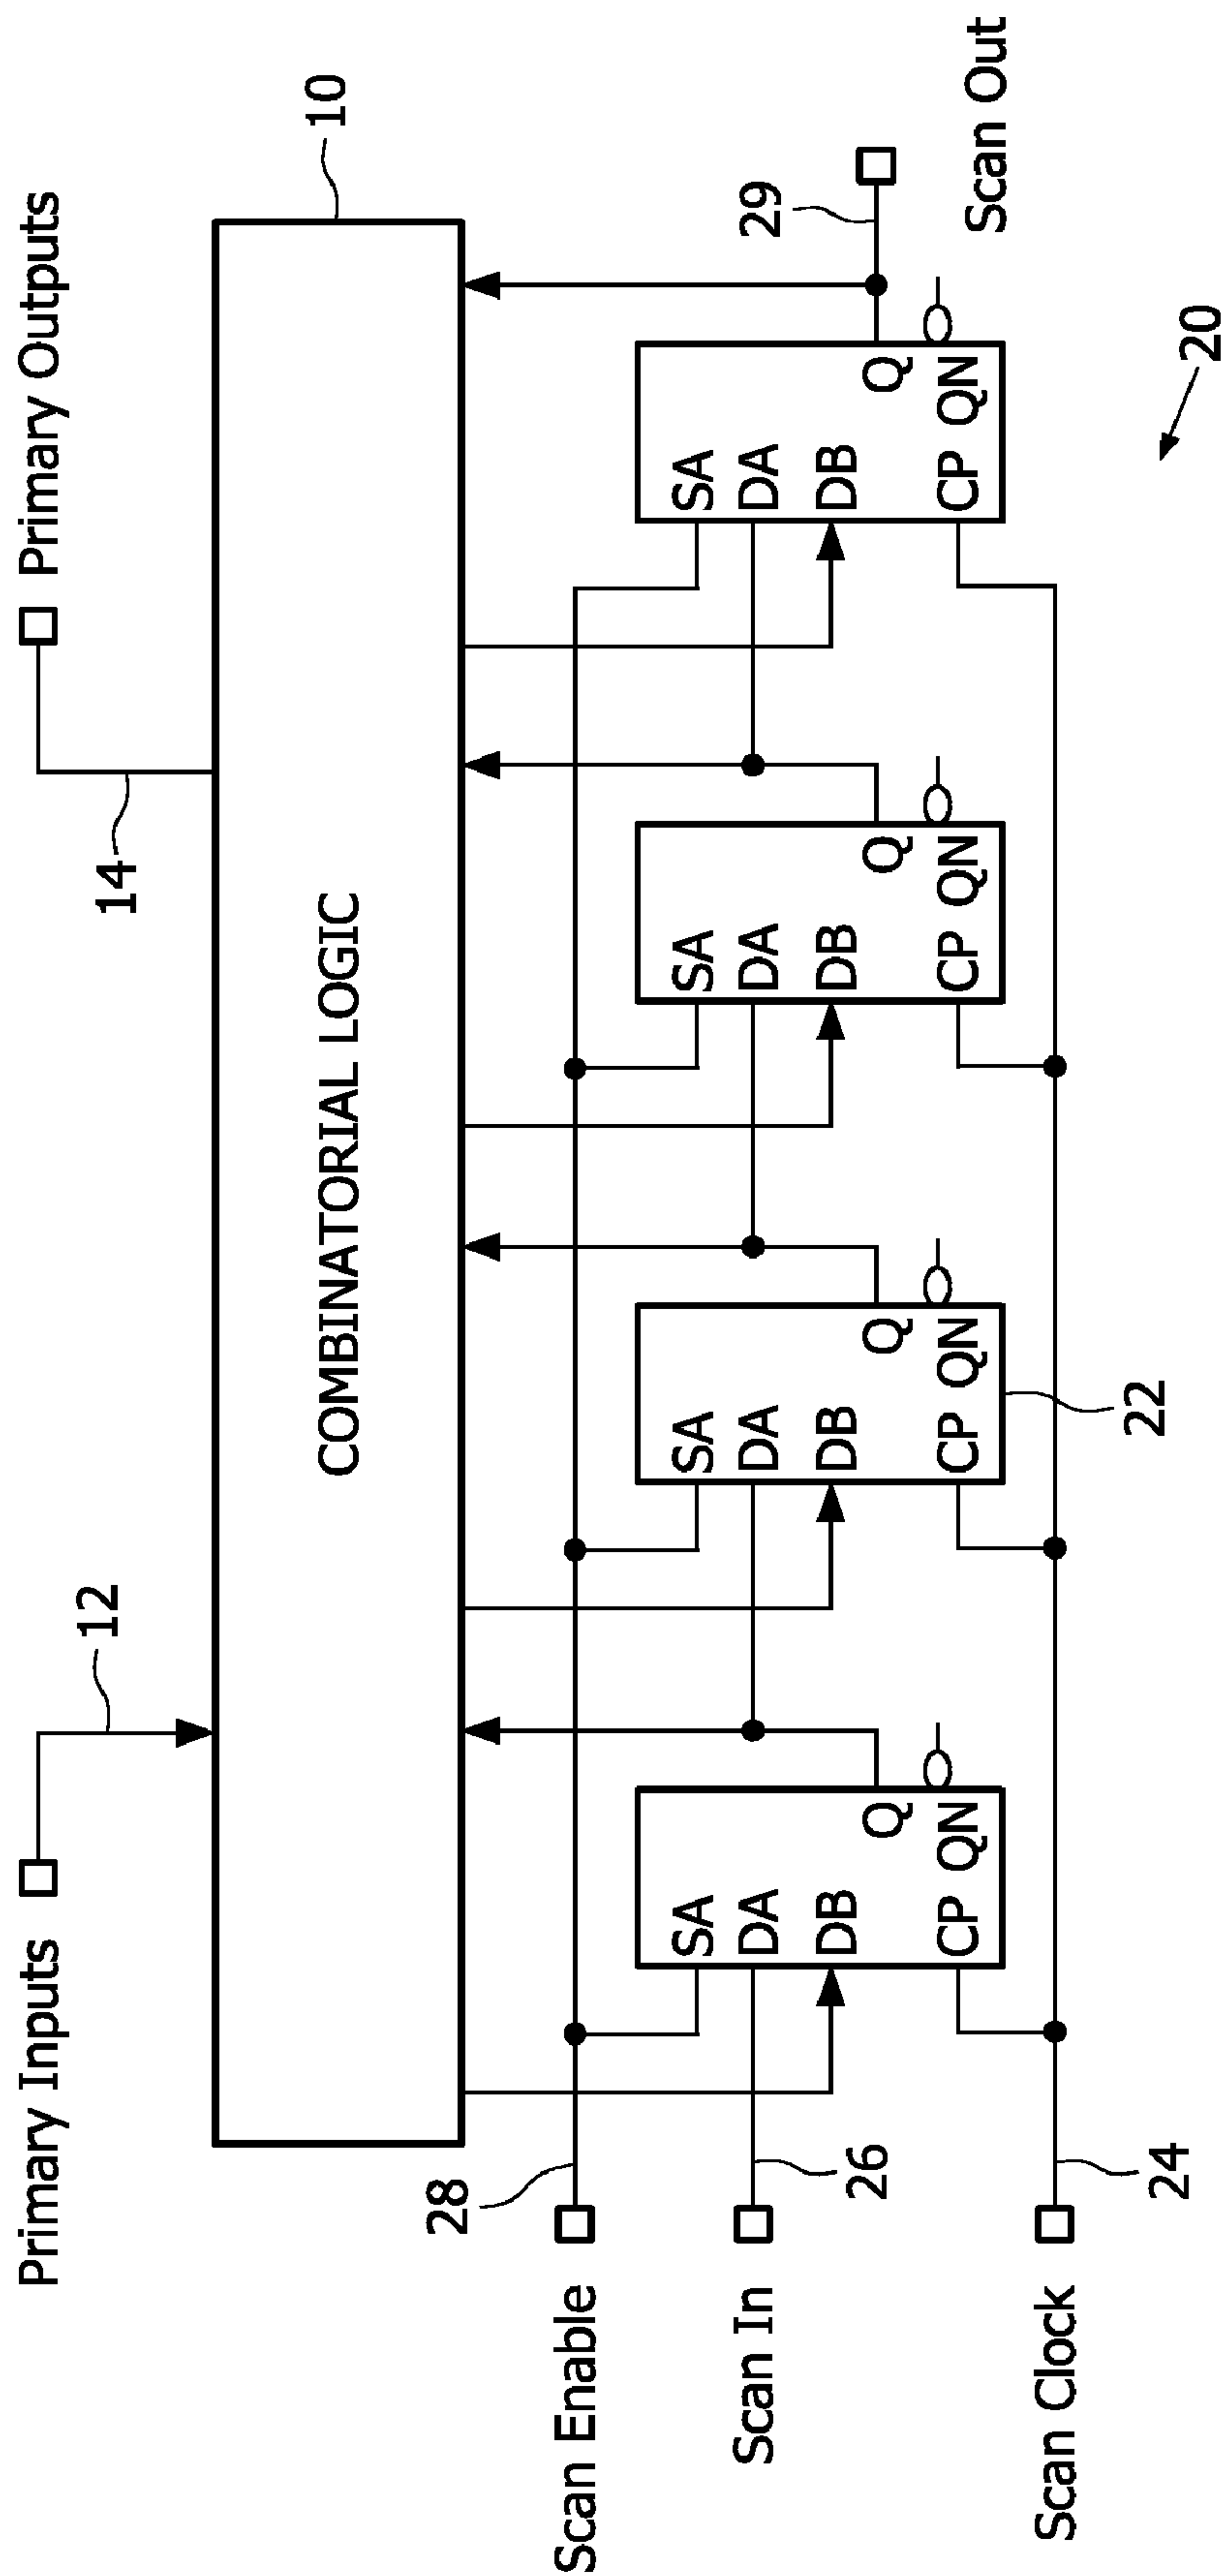 Primary Inputs
12
14
Primary Outputs
COMBINATORIAL LOGIC
10
28
Scan Enable
Scan In
26
Scan Clock
24
SA
DA
DB
Q
CP QN
SA
DA
DB
Q
CP QN
22
SA
DA
DB
Q
CP QN
SA
DA
DB
Q
CP QN
29
Scan Out
20